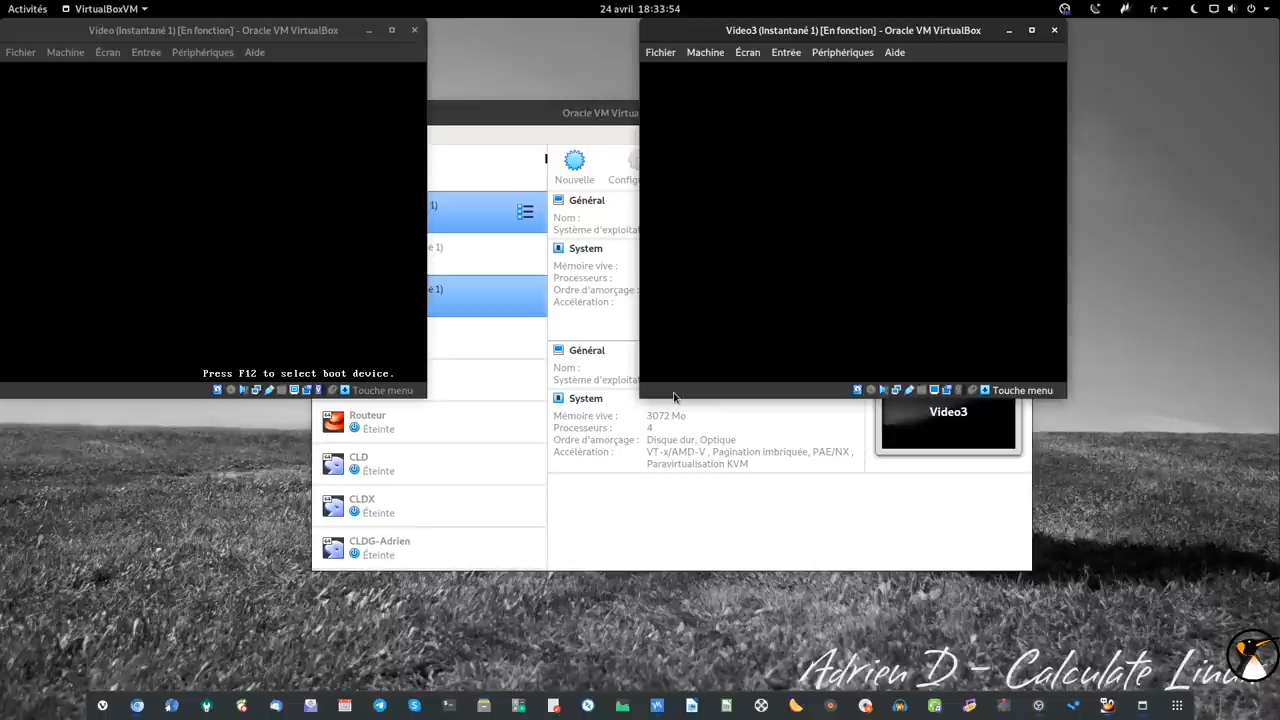 Activités VirtualBoxVM 24 avril 18:33:54 fr
Video (Instantané 1) [En fonction] - Oracle VM VirtualBox
Fichier Machine Écran Entrée Périphériques Aide
Press F12 to select boot device.
Touche menu
Video3 (Instantané 1) [En fonction] - Oracle VM VirtualBox
Fichier Machine Écran Entrée Périphériques Aide
Touche menu
Oracle VM Virtua
Nouvelle Config
1)
é 1)
é 1)
Général
Nom :
Système d'exploitat
System
Mémoire vive :
Processeurs :
Ordre d'amorçage :
Accélération :
Général
Nom :
Système d'exploitat
System
Mémoire vive : 3072 Mo
Processeurs : 4
Ordre d'amorçage : Disque dur, Optique
Accélération : VT-x/AMD-V , Pagination imbriquée, PAE/NX ,
Paravirtualisation KVM
Video3
Routeur
Éteinte
CLD
Éteinte
CLDX
Éteinte
CLDG-Adrien
Éteinte
Adrien D - Calculate Linux